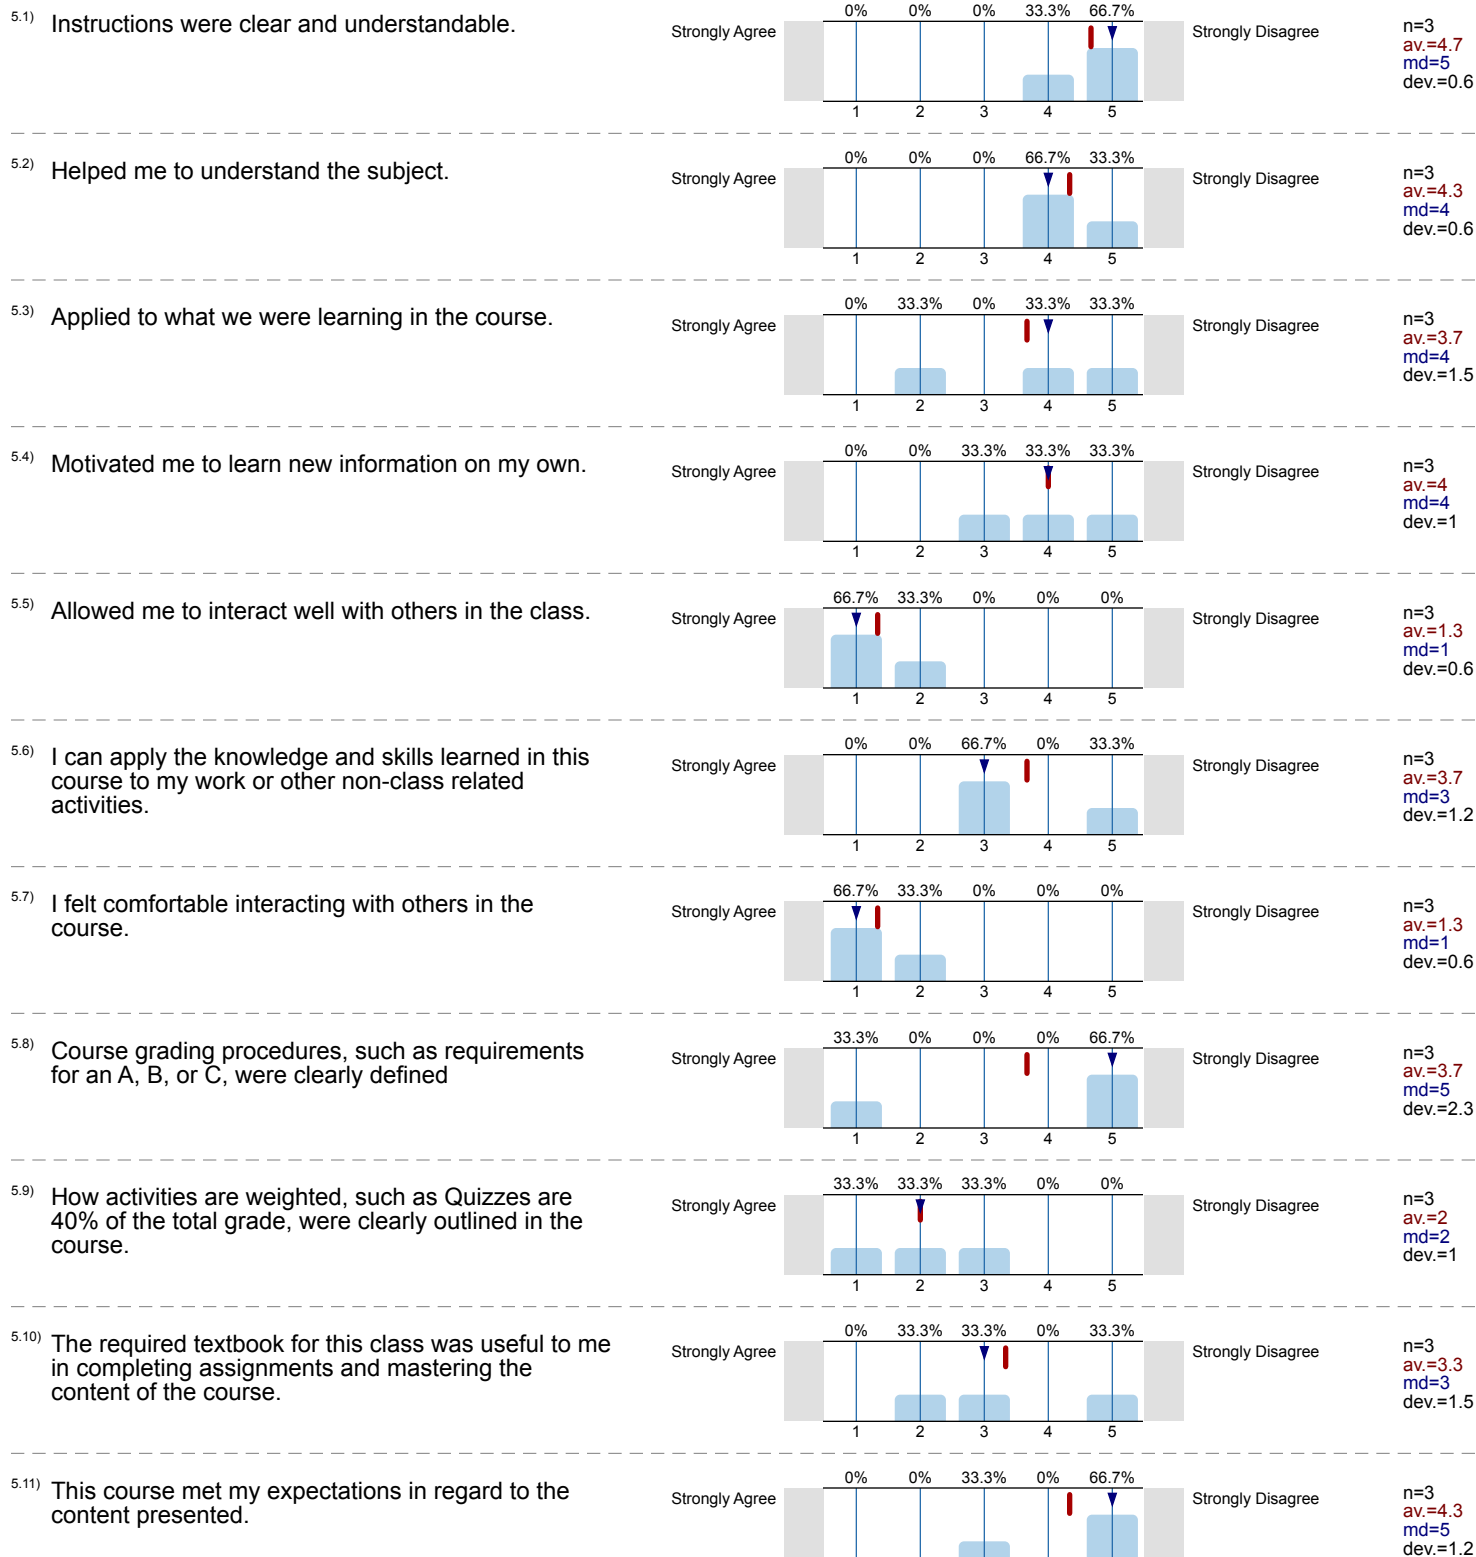 5.1) Instructions were clear and understandable.
Strongly Agree
0% 0% 0% 33.3% 66.7%
1 2 3 4 5
Strongly Disagree
n=3
av.=4.7
md=5
dev.=0.6
5.2) Helped me to understand the subject.
Strongly Agree
0% 0% 0% 66.7% 33.3%
1 2 3 4 5
Strongly Disagree
n=3
av.=4.3
md=4
dev.=0.6
5.3) Applied to what we were learning in the course.
Strongly Agree
0% 33.3% 0% 33.3% 33.3%
1 2 3 4 5
Strongly Disagree
n=3
av.=3.7
md=4
dev.=1.5
5.4) Motivated me to learn new information on my own.
Strongly Agree
0% 0% 33.3% 33.3% 33.3%
1 2 3 4 5
Strongly Disagree
n=3
av.=4
md=4
dev.=1
5.5) Allowed me to interact well with others in the class.
Strongly Agree
66.7% 33.3% 0% 0% 0%
1 2 3 4 5
Strongly Disagree
n=3
av.=1.3
md=1
dev.=0.6
5.6) I can apply the knowledge and skills learned in this
course to my work or other non-class related
activities.
Strongly Agree
0% 0% 66.7% 0% 33.3%
1 2 3 4 5
Strongly Disagree
n=3
av.=3.7
md=3
dev.=1.2
5.7) I felt comfortable interacting with others in the
course.
Strongly Agree
66.7% 33.3% 0% 0% 0%
1 2 3 4 5
Strongly Disagree
n=3
av.=1.3
md=1
dev.=0.6
5.8) Course grading procedures, such as requirements
for an A, B, or C, were clearly defined
Strongly Agree
33.3% 0% 0% 0% 66.7%
1 2 3 4 5
Strongly Disagree
n=3
av.=3.7
md=5
dev.=2.3
5.9) How activities are weighted, such as Quizzes are
40% of the total grade, were clearly outlined in the
course.
Strongly Agree
33.3% 33.3% 33.3% 0% 0%
1 2 3 4 5
Strongly Disagree
n=3
av.=2
md=2
dev.=1
5.10) The required textbook for this class was useful to me
in completing assignments and mastering the
content of the course.
Strongly Agree
0% 33.3% 33.3% 0% 33.3%
1 2 3 4 5
Strongly Disagree
n=3
av.=3.3
md=3
dev.=1.5
5.11) This course met my expectations in regard to the
content presented.
Strongly Agree
0% 0% 33.3% 0% 66.7%
Strongly Disagree
n=3
av.=4.3
md=5
dev.=1.2